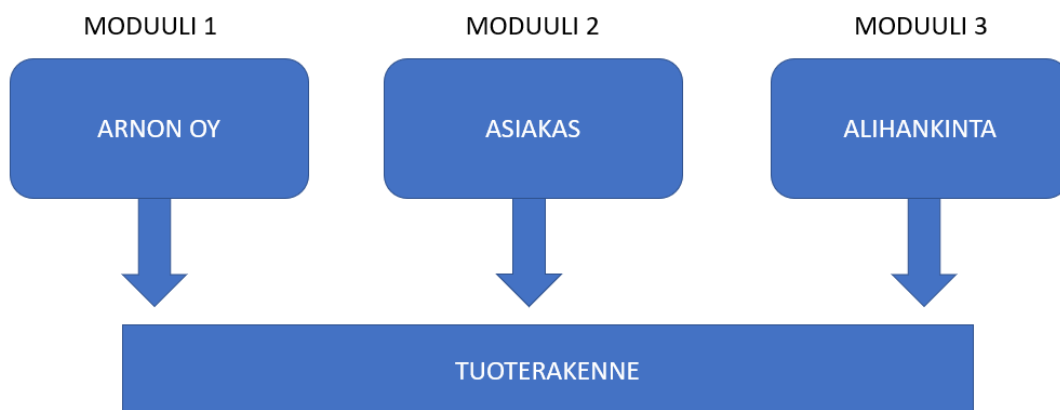 MODUULI 1
MODUULI 2
MODUULI 3
ARNON OY
ASIAKAS
ALIHANKINTA
TUOTERAKENNE